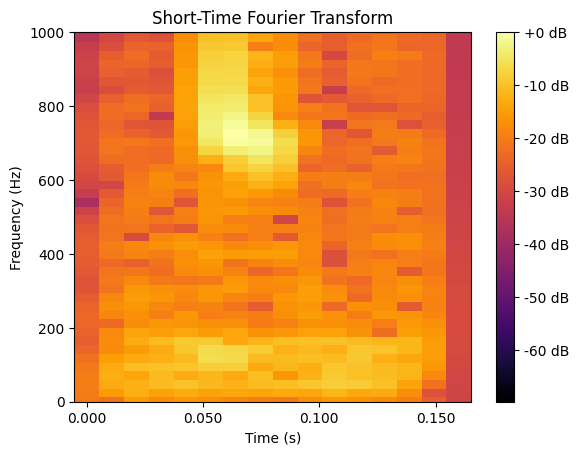 Short-Time Fourier Transform
1000
800
600
400
200
0
Frequency (Hz)
0.000
0.050
0.100
0.150
Time (s)
+0 dB
-10 dB
-20 dB
-30 dB
-40 dB
-50 dB
-60 dB